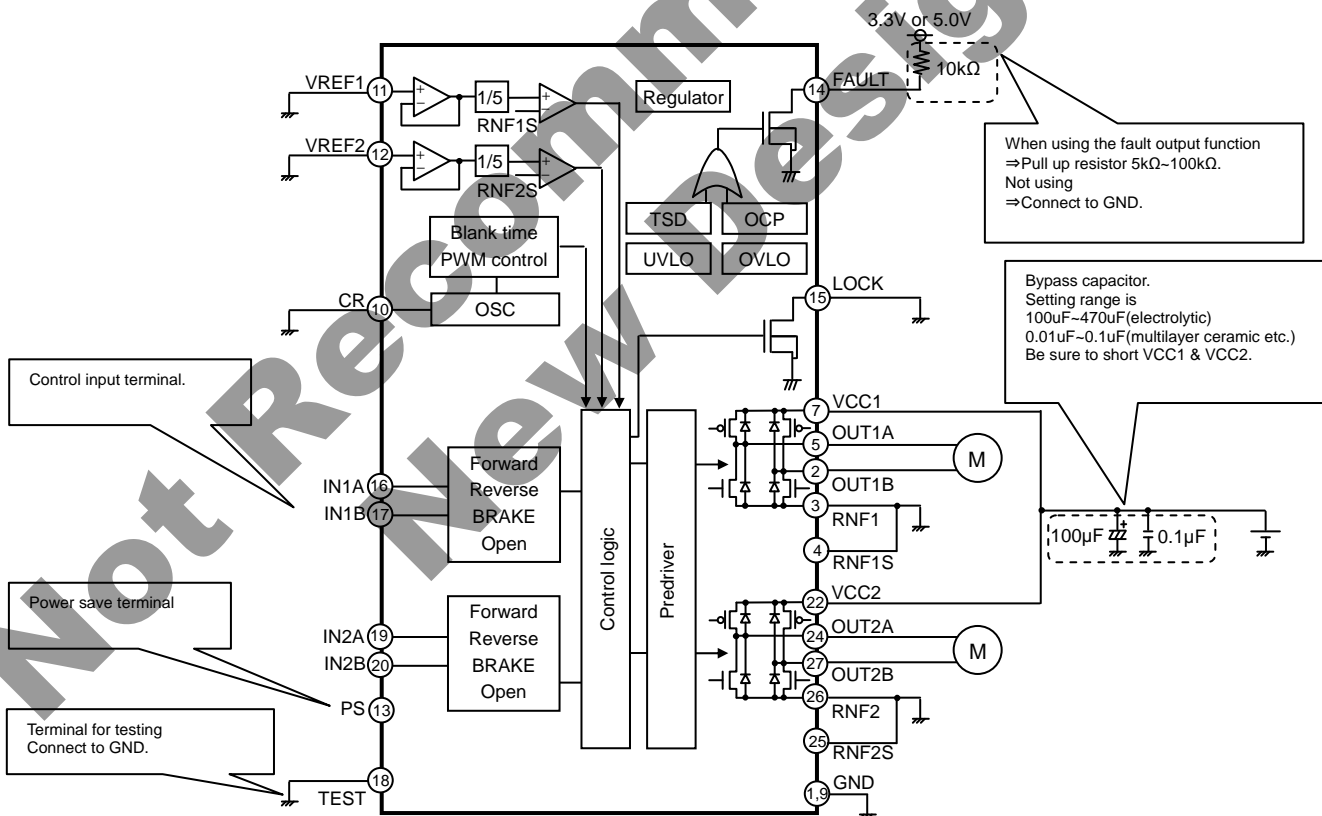 Not Recomm
New Desig
3.3V or 5.0V
10kΩ
VREF1
11
+
−
1/5
+
−
RNF1S
Regulator
14
FAULT
VREF2
12
+
−
1/5
+
−
RNF2S
When using the fault output function
⇒Pull up resistor 5kΩ~100kΩ.
Not using
⇒Connect to GND.
TSD
OCP
UVLO
OVLO
Blank time
PWM control
CR
10
OSC
15
LOCK
Bypass capacitor.
Setting range is
100uF~470uF(electrolytic)
0.01uF~0.1uF(multilayer ceramic etc.)
Be sure to short VCC1 & VCC2.
Control input terminal.
IN1A
16
IN1B
17
Forward
Reverse
BRAKE
Open
Control logic
Predriver
7
VCC1
5
OUT1A
2
OUT1B
M
3
RNF1
4
RNF1S
100µF
+
0.1µF
Power save terminal
IN2A
19
IN2B
20
Forward
Reverse
BRAKE
Open
22
VCC2
24
OUT2A
27
OUT2B
M
26
RNF2
25
RNF2S
PS
13
Terminal for testing
Connect to GND.
18
TEST
1,9
GND